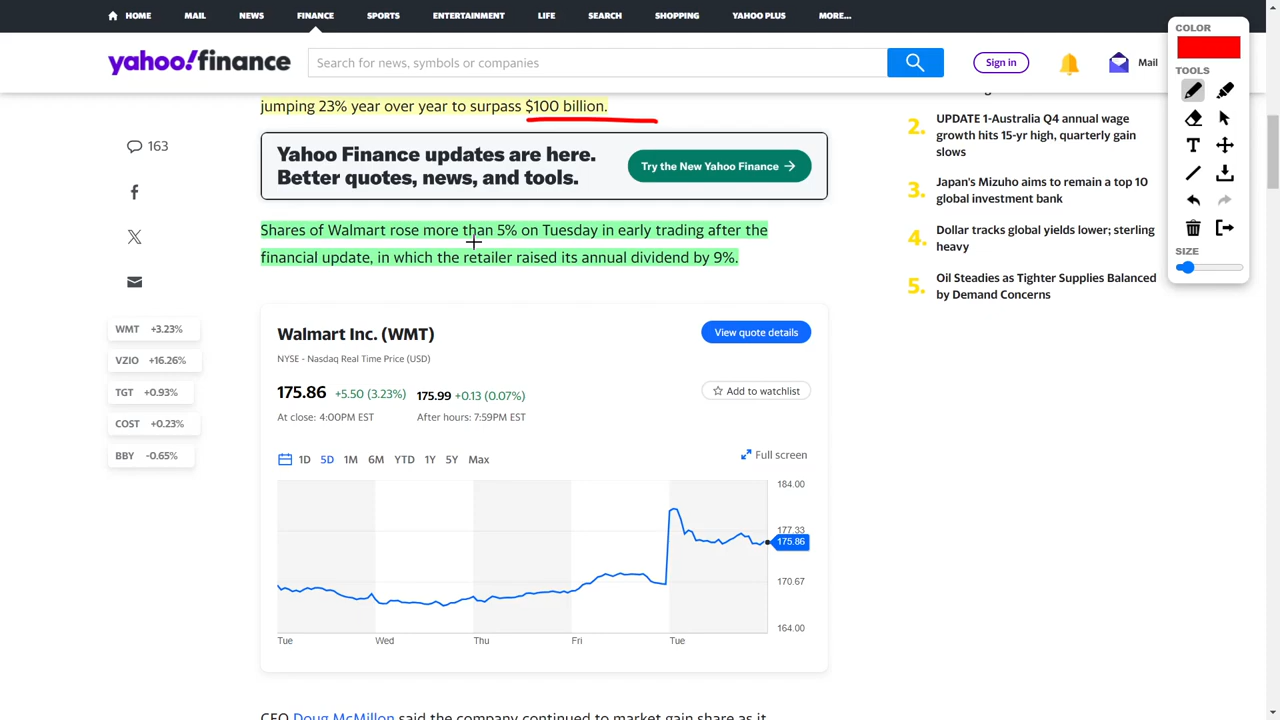 HOME MAIL NEWS FINANCE SPORTS ENTERTAINMENT LIFE SEARCH SHOPPING YAHOO PLUS MORE...
yahoo!finance
Search for news, symbols or companies
Sign in
Mail
COLOR
TOOLS
SIZE
jumping 23% year over year to surpass $100 billion.
163
Yahoo Finance updates are here.
Better quotes, news, and tools.
Try the New Yahoo Finance
Shares of Walmart rose more than 5% on Tuesday in early trading after the
financial update, in which the retailer raised its annual dividend by 9%.
WMT +3.23%
VZIO +16.26%
TGT +0.93%
COST +0.23%
BBY -0.65%
Walmart Inc. (WMT)
View quote details
NYSE - Nasdaq Real Time Price (USD)
175.86 +5.50 (3.23%) 175.99 +0.13 (0.07%)
Add to watchlist
At close: 4:00PM EST After hours: 7:59PM EST
1D 5D 1M 6M YTD 1Y 5Y Max
Full screen
184.00
177.33
175.86
170.67
164.00
Tue Wed Thu Fri Tue
CEO Doug McMillon said the company continued to market gain share as it
2. UPDATE 1-Australia Q4 annual wage
growth hits 15-yr high, quarterly gain
slows
3. Japan's Mizuho aims to remain a top 10
global investment bank
4. Dollar tracks global yields lower; sterling
heavy
5. Oil Steadies as Tighter Supplies Balanced
by Demand Concerns